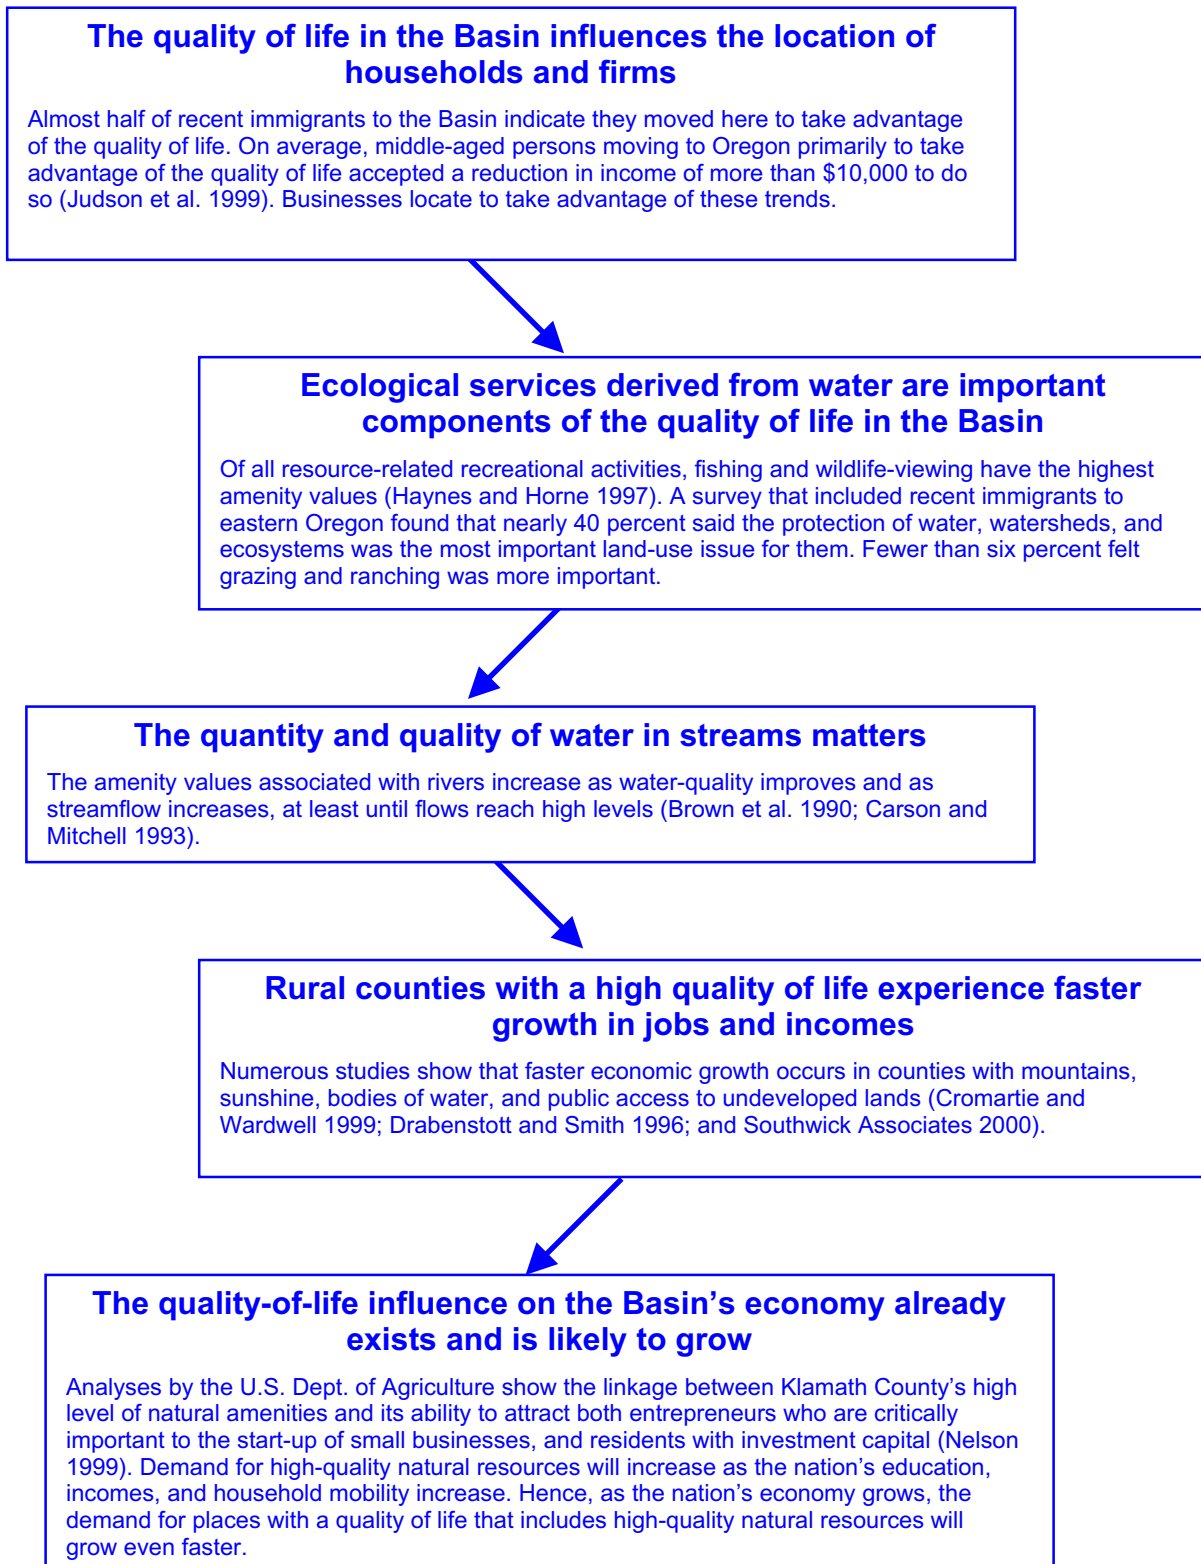 The quality of life in the Basin influences the location of
households and firms
Almost half of recent immigrants to the Basin indicate they moved here to take advantage
of the quality of life. On average, middle-aged persons moving to Oregon primarily to take
advantage of the quality of life accepted a reduction in income of more than $10,000 to do
so (Judson et al. 1999). Businesses locate to take advantage of these trends.
Ecological services derived from water are important
components of the quality of life in the Basin
Of all resource-related recreational activities, fishing and wildlife-viewing have the highest
amenity values (Haynes and Horne 1997). A survey that included recent immigrants to
eastern Oregon found that nearly 40 percent said the protection of water, watersheds, and
ecosystems was the most important land-use issue for them. Fewer than six percent felt
grazing and ranching was more important.
The quantity and quality of water in streams matters
The amenity values associated with rivers increase as water-quality improves and as
streamflow increases, at least until flows reach high levels (Brown et al. 1990; Carson and
Mitchell 1993).
Rural counties with a high quality of life experience faster
growth in jobs and incomes
Numerous studies show that faster economic growth occurs in counties with mountains,
sunshine, bodies of water, and public access to undeveloped lands (Cromartie and
Wardwell 1999; Drabenstott and Smith 1996; and Southwick Associates 2000).
The quality-of-life influence on the Basin’s economy already
exists and is likely to grow
Analyses by the U.S. Dept. of Agriculture show the linkage between Klamath County’s high
level of natural amenities and its ability to attract both entrepreneurs who are critically
important to the start-up of small businesses, and residents with investment capital (Nelson
1999). Demand for high-quality natural resources will increase as the nation’s education,
incomes, and household mobility increase. Hence, as the nation’s economy grows, the
demand for places with a quality of life that includes high-quality natural resources will
grow even faster.